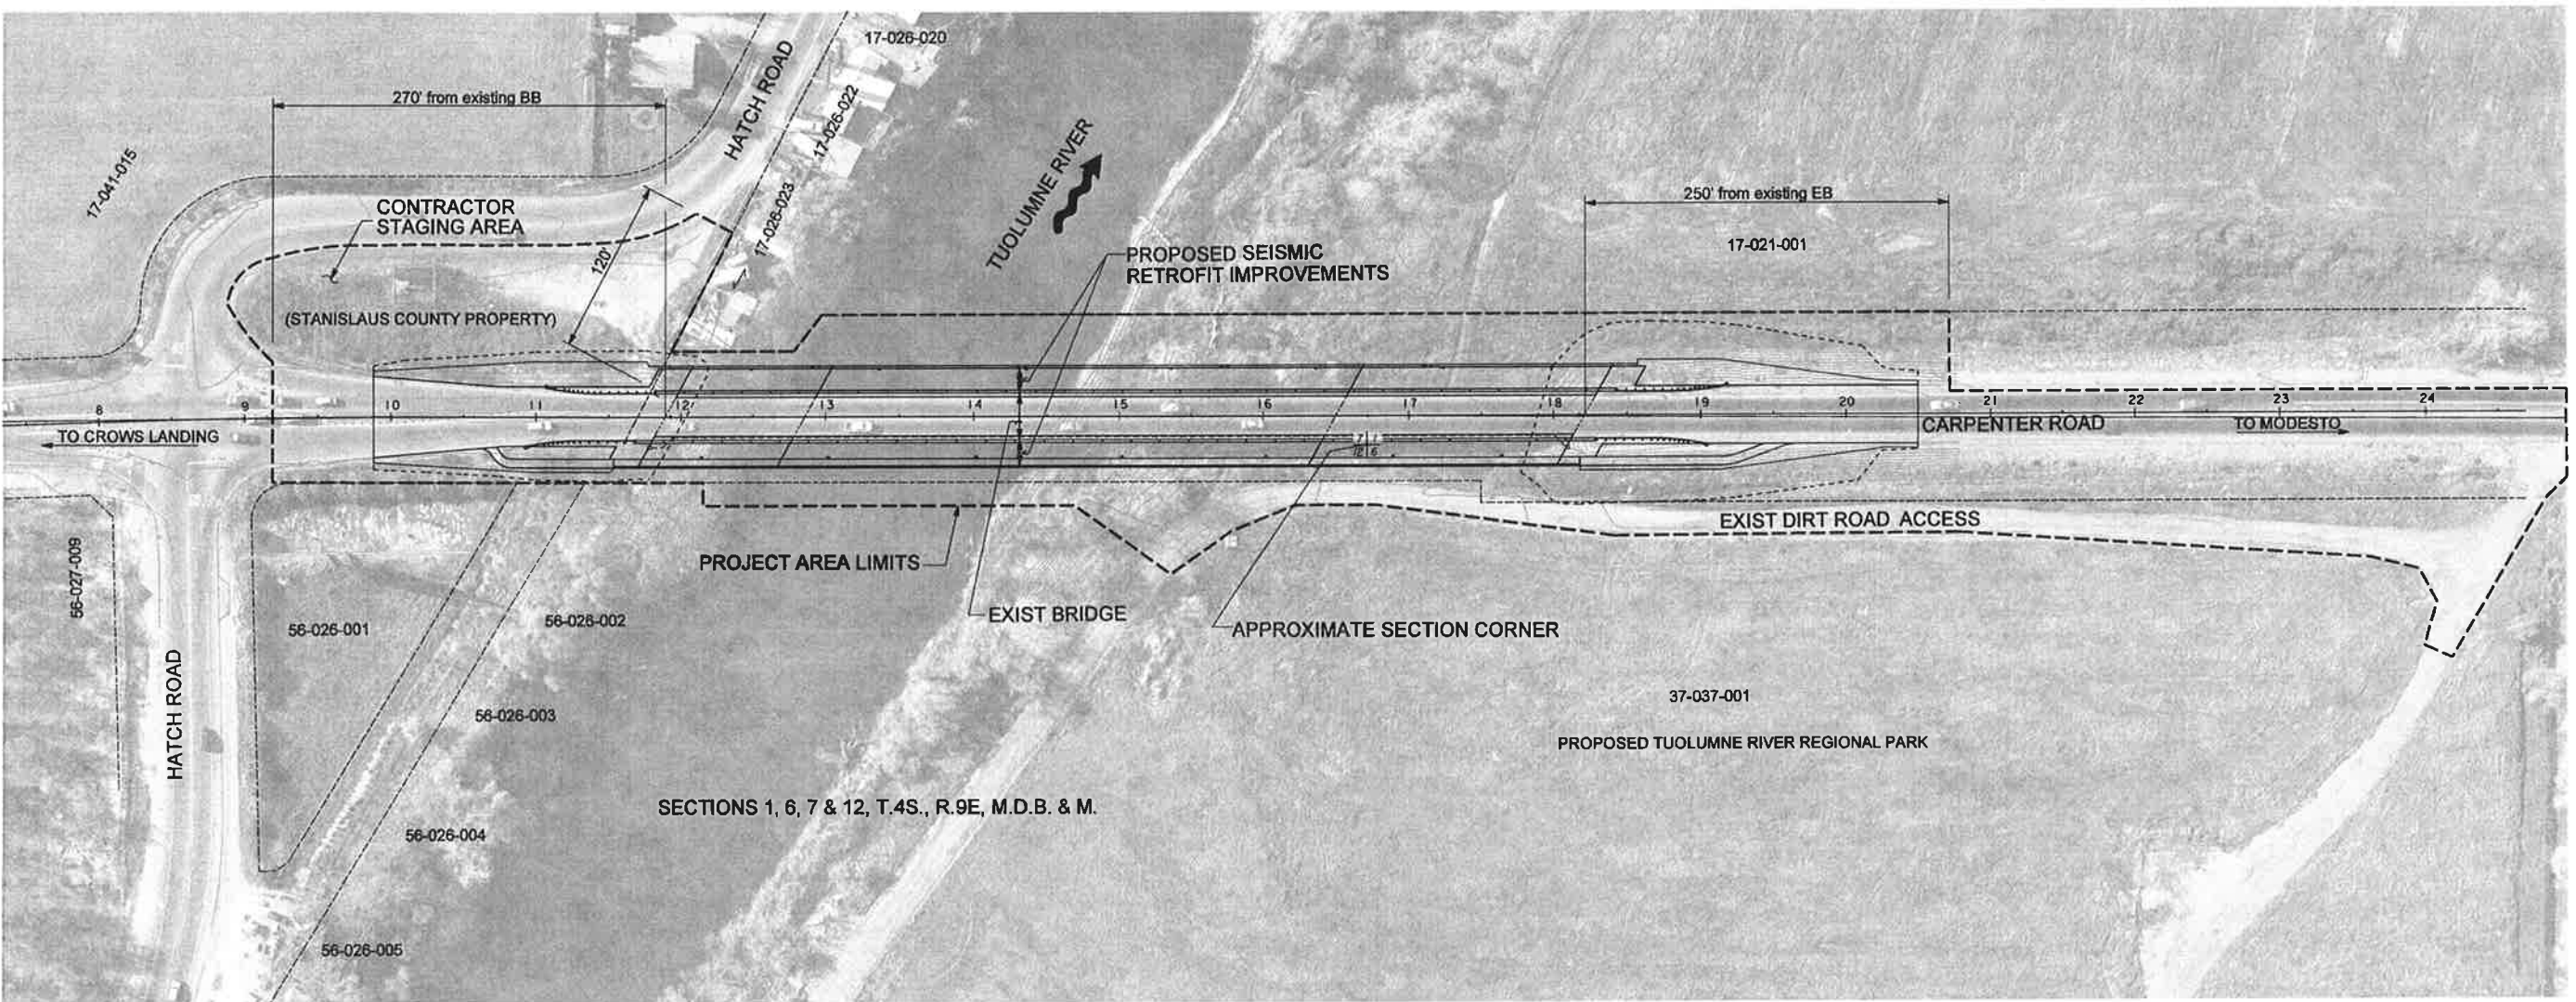 17-026-020
HATCH ROAD
270' from existing BB
17-026-022
17-041-015
TUOLUMNE RIVER
CONTRACTOR
STAGING AREA
17-026-023
120'
250' from existing EB
17-021-001
PROPOSED SEISMIC
RETROFIT IMPROVEMENTS
(STANISLAUS COUNTY PROPERTY)
8 9 10 11 12 13 14 15 16 17 18 19 20 21 22 23 24
TO CROWS LANDING
CARPENTER ROAD
TO MODESTO
12 6
EXIST DIRT ROAD ACCESS
PROJECT AREA LIMITS
56-027-009
56-026-001
56-026-002
EXIST BRIDGE
APPROXIMATE SECTION CORNER
HATCH ROAD
56-026-003
37-037-001
PROPOSED TUOLUMNE RIVER REGIONAL PARK
SECTIONS 1, 6, 7 & 12, T.4S., R.9E, M.D.B. & M.
56-026-004
56-026-005